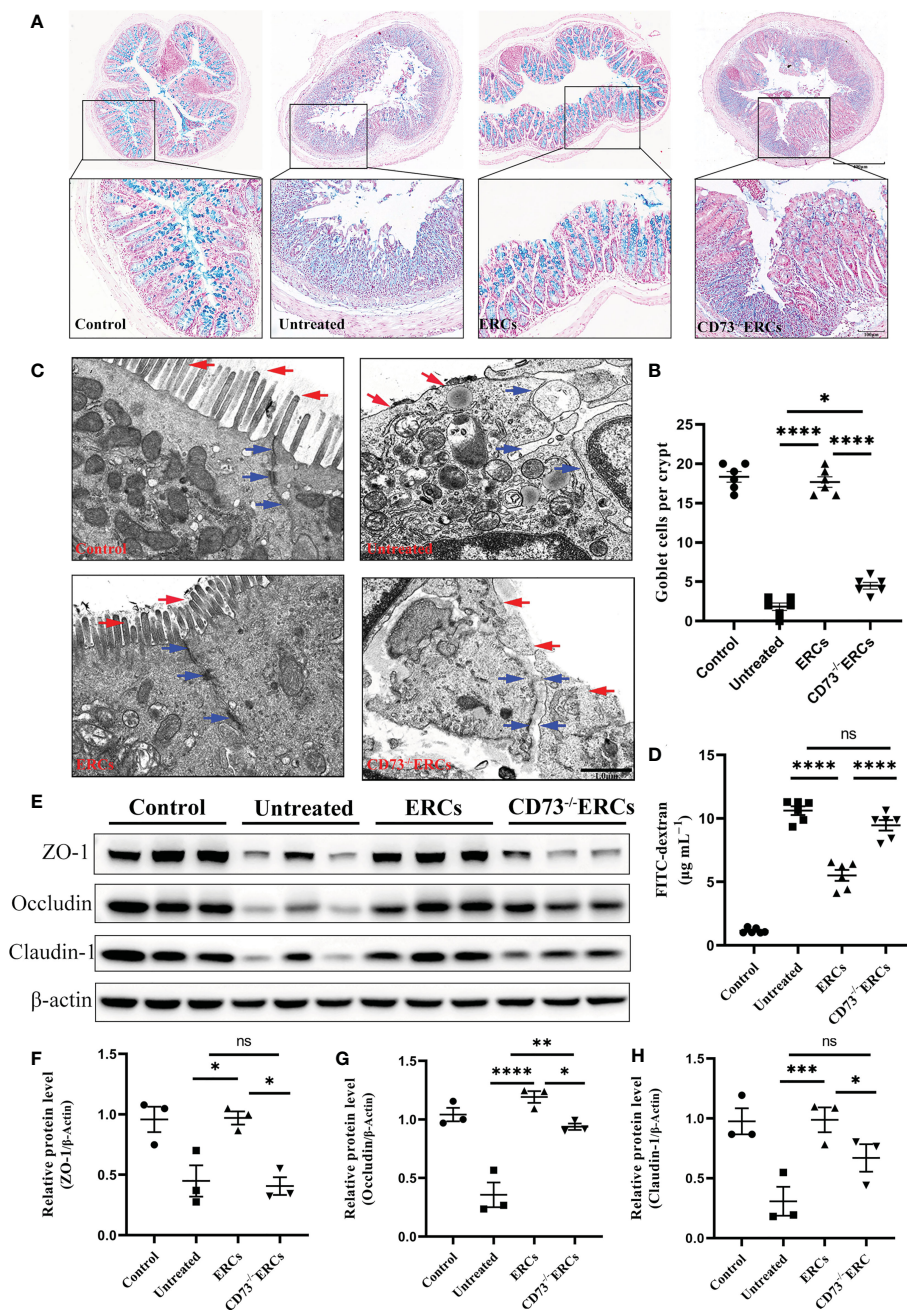 A
Control
Untreated
ERCs
CD73⁻/⁻ERCs
C
Control
Untreated
ERCs
CD73⁻/⁻ERCs
1.0μm
B
Goblet cells per crypt
25
20
15
10
5
0
*
**** ****
Control
Untreated
ERCs
CD73⁻/⁻ERCs
D
FITC-dextran
(μg mL⁻¹)
15
10
5
0
ns
**** ****
Control
Untreated
ERCs
CD73⁻/⁻ERCs
E
Control Untreated ERCs CD73⁻/⁻ERCs
ZO-1
Occludin
Claudin-1
β-actin
F
Relative protein level
(ZO-1/β-Actin)
1.5
1.0
0.5
0.0
ns
* *
Control
Untreated
ERCs
CD73⁻/⁻ERCs
G
Relative protein level
(Occludin/β-Actin)
1.5
1.0
0.5
0.0
**
**** *
Control
Untreated
ERCs
CD73⁻/⁻ERCs
H
Relative protein level
(Claudin-1/β-Actin)
1.5
1.0
0.5
0.0
ns
*** *
Control
Untreated
ERCs
CD73⁻/⁻ERC